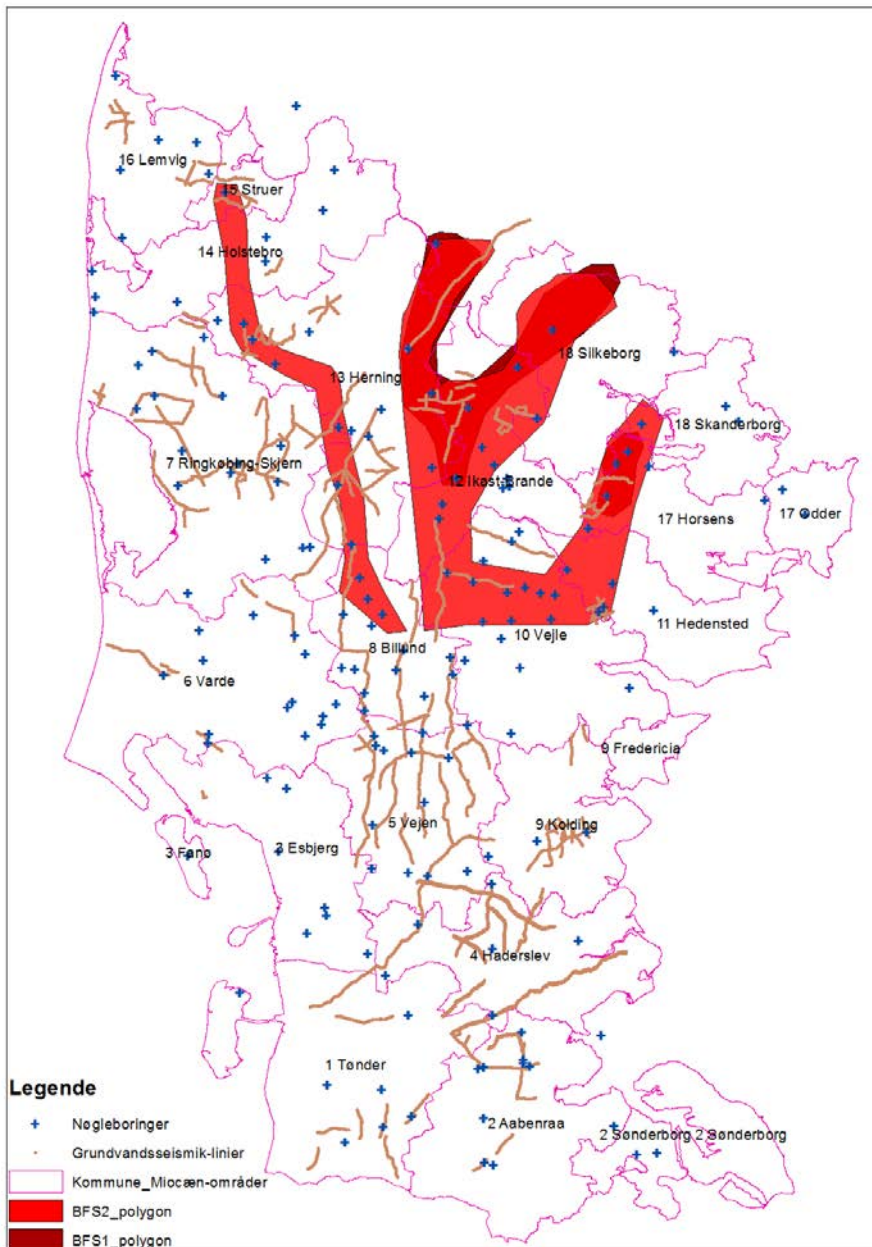 16 Lemvig
15 Struer
14 Holstebro
13 Herning
18 Silkeborg
18 Skanderborg
7 Ringkøbing-Skjern
12 Ikast-Brande
17 Horsens
17 Odder
11 Hedensted
10 Vejle
8 Billund
6 Varde
9 Fredericia
5 Vejen
9 Kolding
3 Fanø
3 Esbjerg
4 Haderslev
1 Tønder
2 Aabenraa
2 Sønderborg
2 Sønderborg
Legende
Nøgleboringer
Grundvandsseismik-linier
Kommune_Miocæn-områder
BFS2_polygon
BFS1_polygon